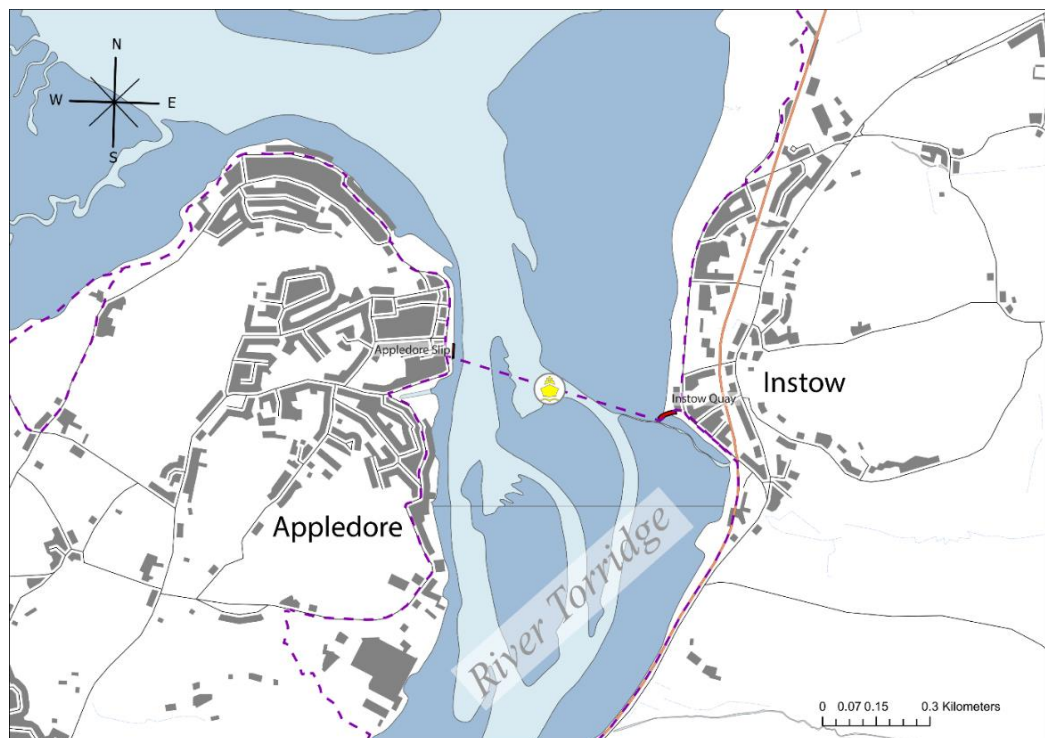 N
W E
S
Appledore Slip
Instow Quay
Instow
Appledore
River Torridge
0 0.07 0.15 0.3 Kilometers